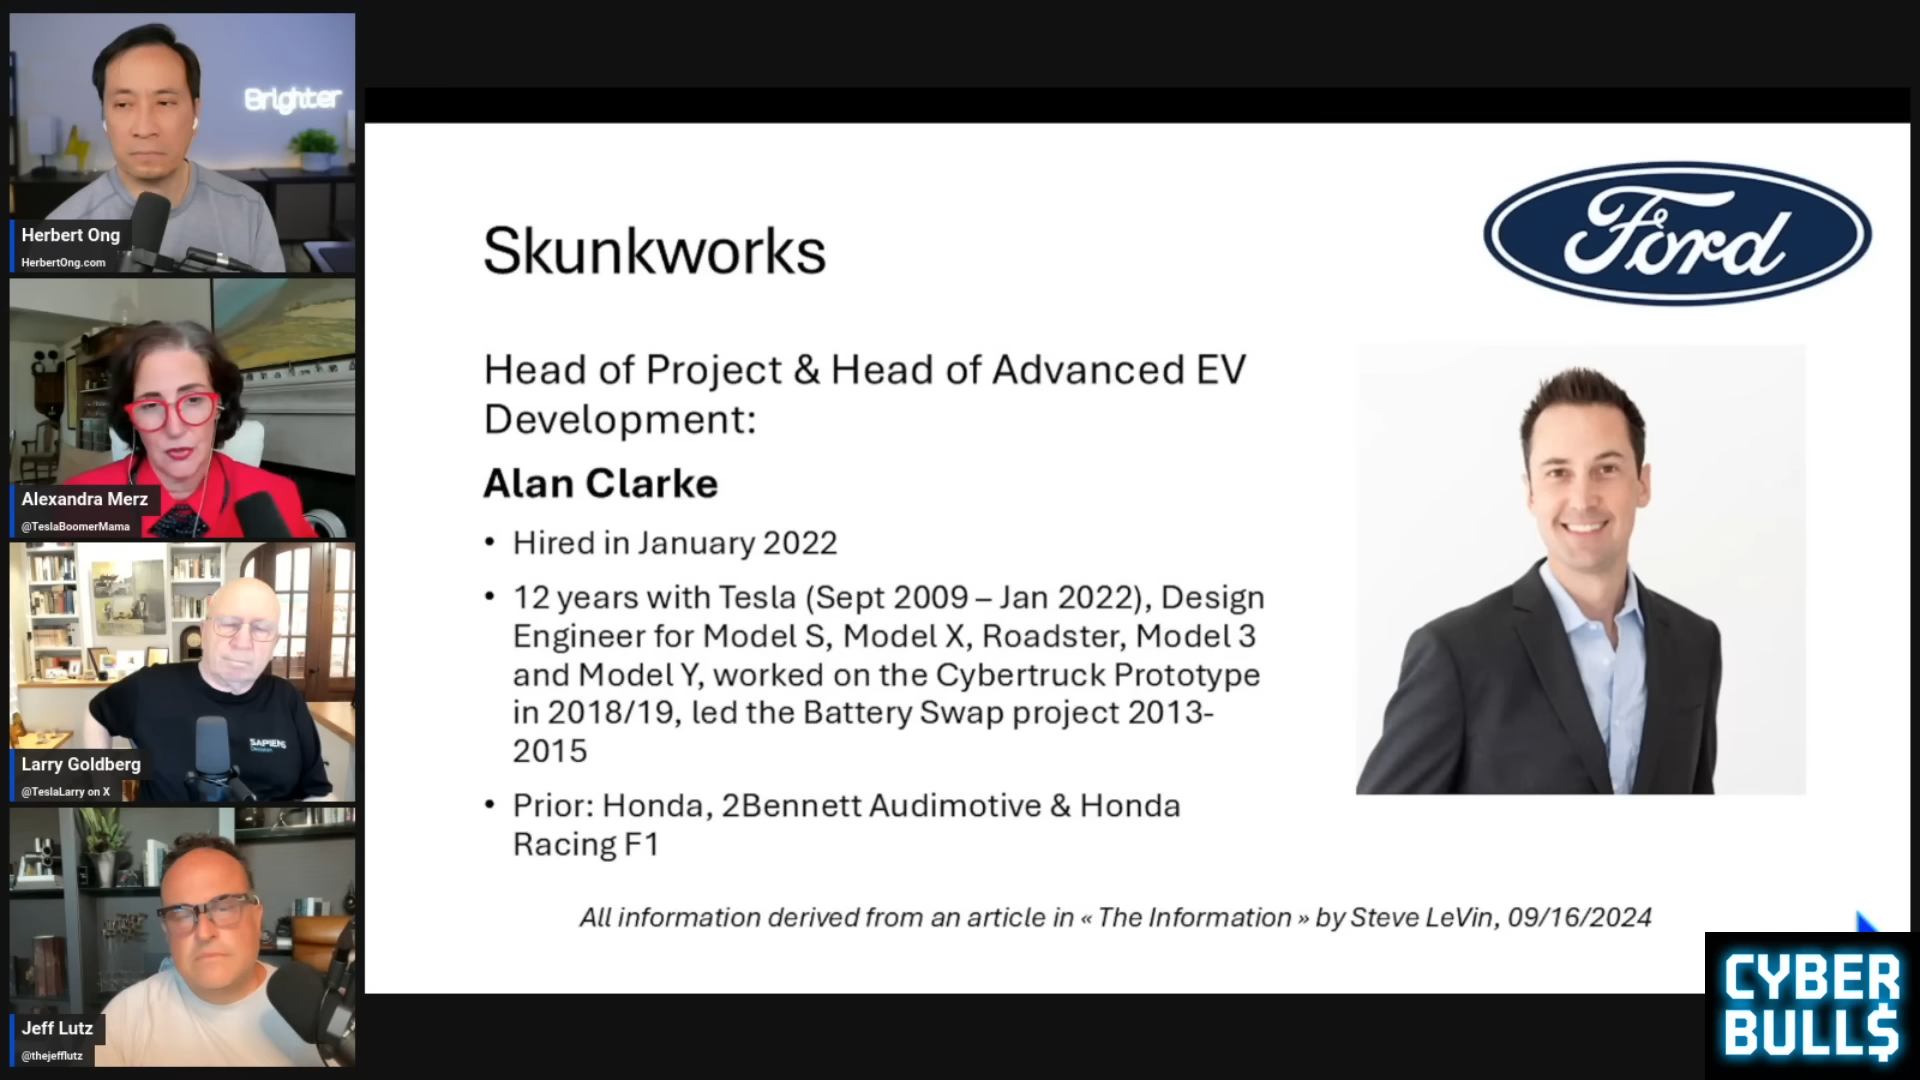 Brighter
Herbert Ong
HerbertOng.com
Alexandra Merz
@TeslaBoomerMama
SAPIENS
Larry Goldberg
@TeslaLarry on X
Jeff Lutz
@thejefflutz
Ford
Skunkworks
Head of Project & Head of Advanced EV
Development:
Alan Clarke
• Hired in January 2022
• 12 years with Tesla (Sept 2009 – Jan 2022), Design
Engineer for Model S, Model X, Roadster, Model 3
and Model Y, worked on the Cybertruck Prototype
in 2018/19, led the Battery Swap project 2013-
2015
• Prior: Honda, 2Bennett Audimotive & Honda
Racing F1
All information derived from an article in « The Information » by Steve LeVin, 09/16/2024
CYBER
BULL$